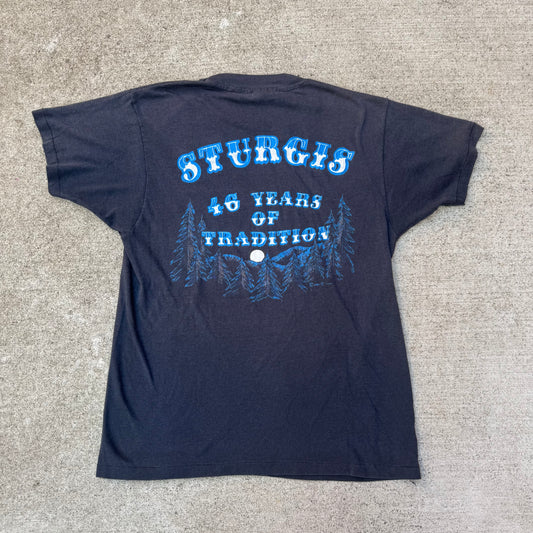 STURGIS
46 YEARS
OF
TRADITION